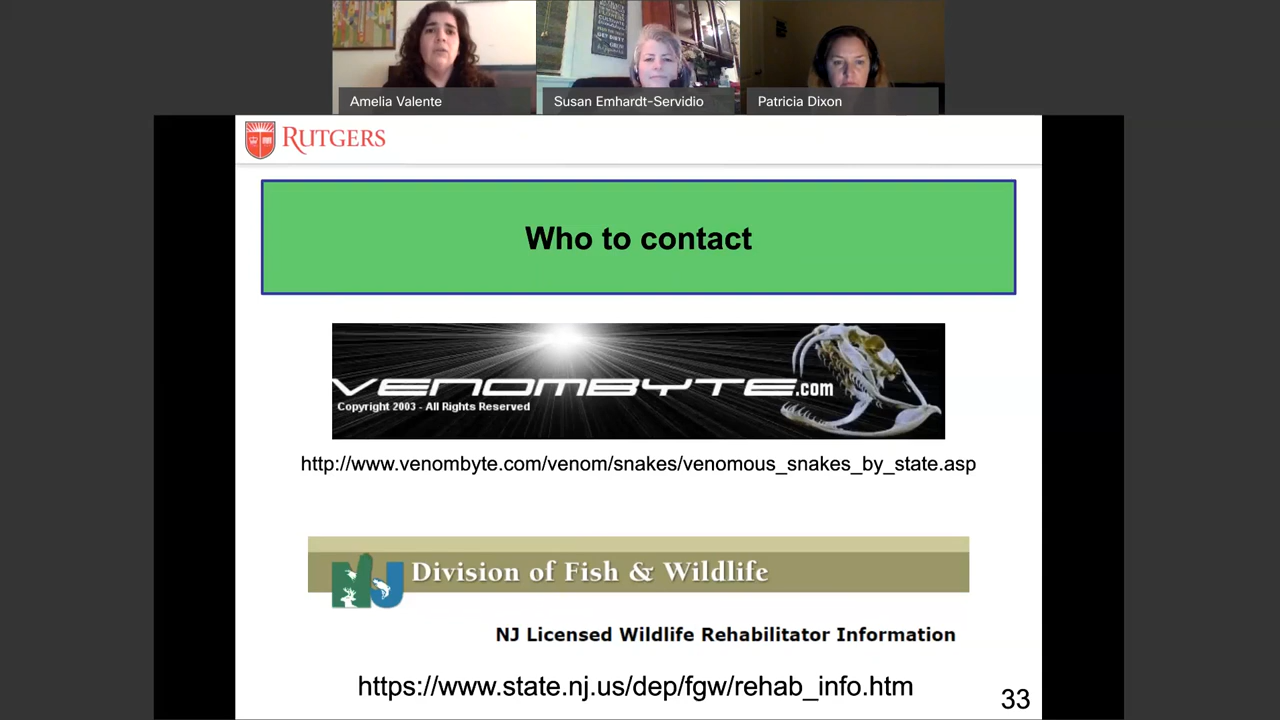 Amelia Valente
Susan Emhardt-Servidio
Patricia Dixon
RUTGERS
Who to contact
VENOMBYTE.com
Copyright 2003 - All Rights Reserved
http://www.venombyte.com/venom/snakes/venomous_snakes_by_state.asp
NJ Division of Fish & Wildlife
NJ Licensed Wildlife Rehabilitator Information
https://www.state.nj.us/dep/fgw/rehab_info.htm
33